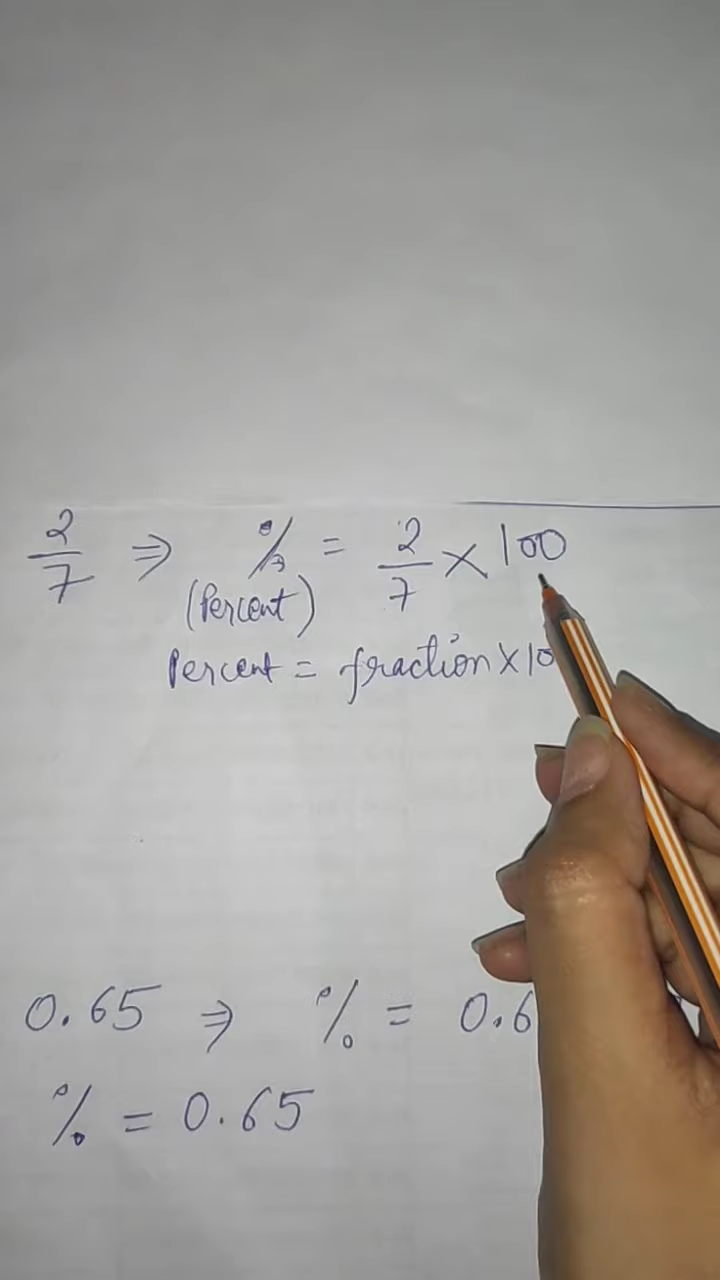 2/7 ⇒ % = 2/7 × 100
(Percent)
Percent = fraction × 10
0.65 ⇒ % = 0.6
% = 0.65